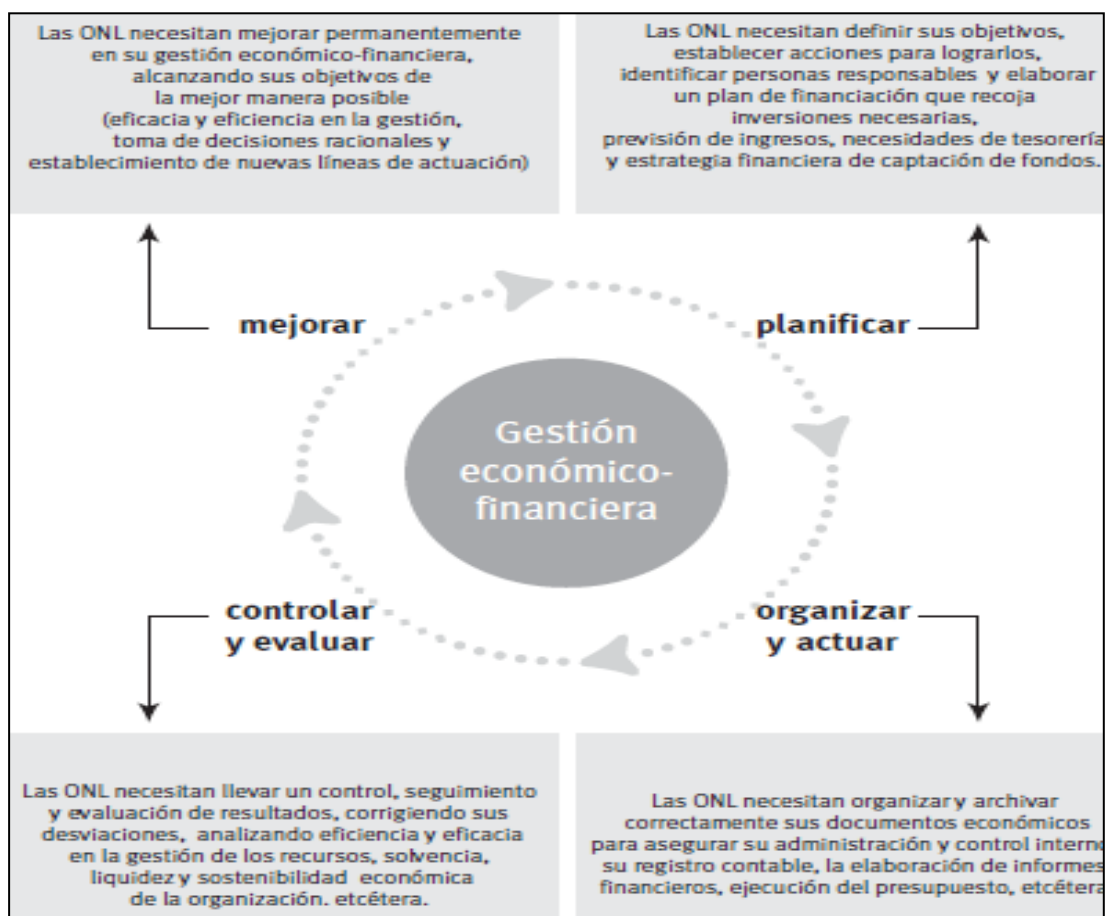 Las ONL necesitan mejorar permanentemente
en su gestión económico-financiera,
alcanzando sus objetivos de
la mejor manera posible
(eficacia y eficiencia en la gestión,
toma de decisiones racionales y
establecimiento de nuevas líneas de actuación)
Las ONL necesitan definir sus objetivos,
establecer acciones para lograrlos,
identificar personas responsables y elaborar
un plan de financiación que recoja
inversiones necesarias,
previsión de ingresos, necesidades de tesorería
y estrategia financiera de captación de fondos.
mejorar
planificar
Gestión
económico-
financiera
controlar
y evaluar
organizar
y actuar
Las ONL necesitan llevar un control, seguimiento
y evaluación de resultados, corrigiendo sus
desviaciones, analizando eficiencia y eficacia
en la gestión de los recursos, solvencia,
liquidez y sostenibilidad económica
de la organización. etcétera.
Las ONL necesitan organizar y archivar
correctamente sus documentos económicos
para asegurar su administración y control interno
su registro contable, la elaboración de informes
financieros, ejecución del presupuesto, etcétera